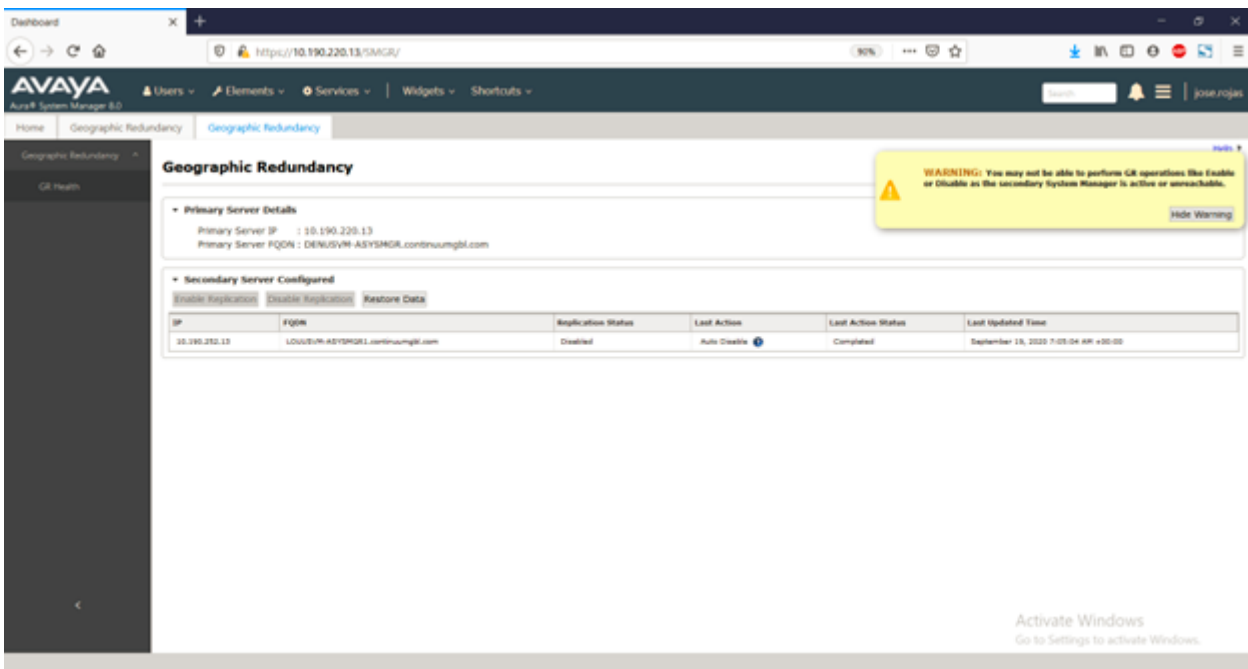 Dashboard
https://10.190.220.13/SMGR/
90%
AVAYA
Aura® System Manager 8.0
Users
Elements
Services
Widgets
Shortcuts
Search
jose.rojas
Home
Geographic Redundancy
Geographic Redundancy
Geographic Redundancy
GR Health
Geographic Redundancy
Help ?
WARNING: You may not be able to perform GR operations like Enable
or Disable as the secondary System Manager is active or unreachable.
Hide Warning
Primary Server Details
Primary Server IP : 10.190.220.13
Primary Server FQDN : DENUSVM-ASYSMGR.continuumgbl.com
Secondary Server Configured
Enable Replication Disable Replication Restore Data
IP FQDN Replication Status Last Action Last Action Status Last Updated Time
10.190.252.13 LOUUSVM-ASYSMGR1.continuumgbl.com Disabled Auto Disable Completed September 19, 2020 7:05:04 AM +00:00
Activate Windows
Go to Settings to activate Windows.